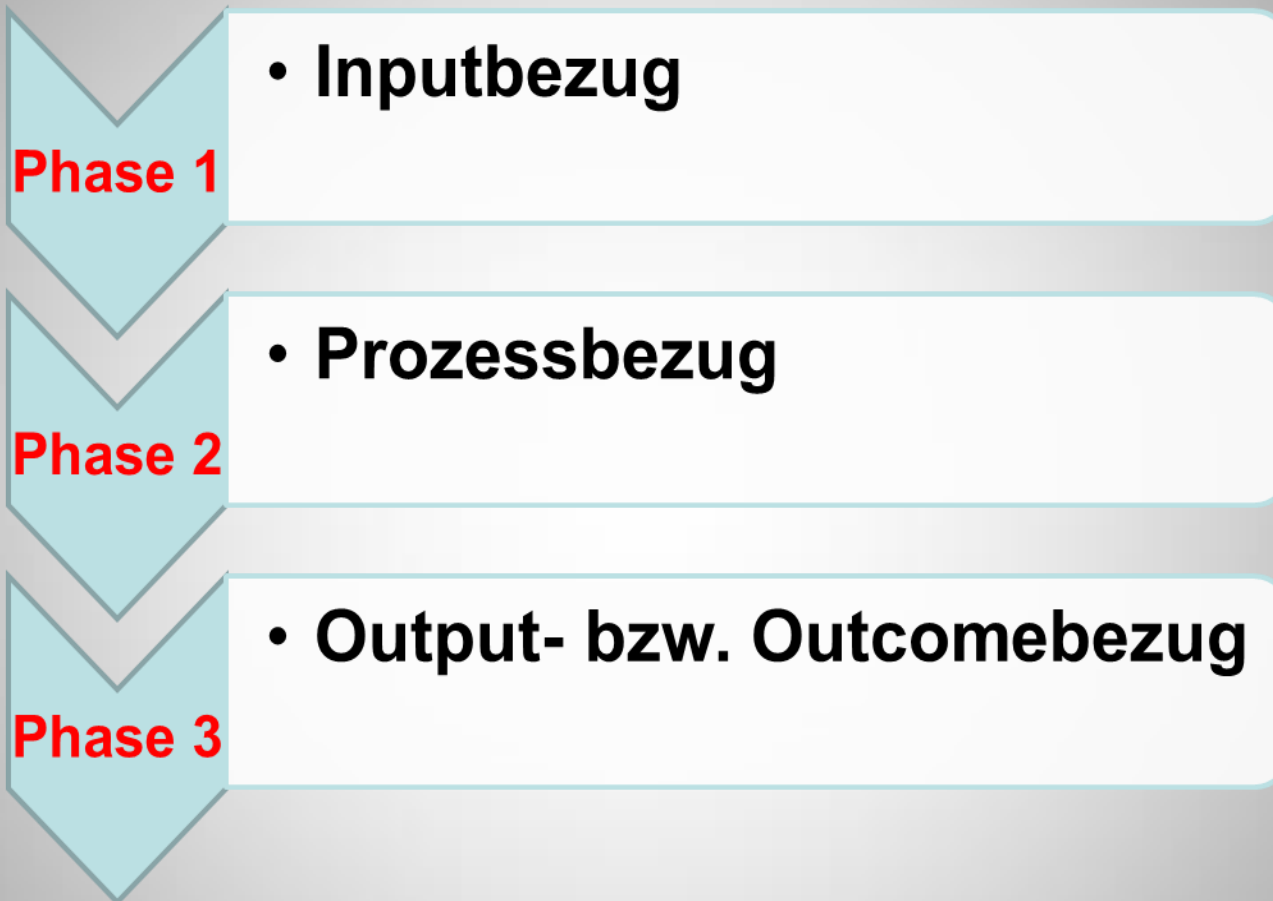 • Inputbezug
Phase 1
• Prozessbezug
Phase 2
• Output- bzw. Outcomebezug
Phase 3